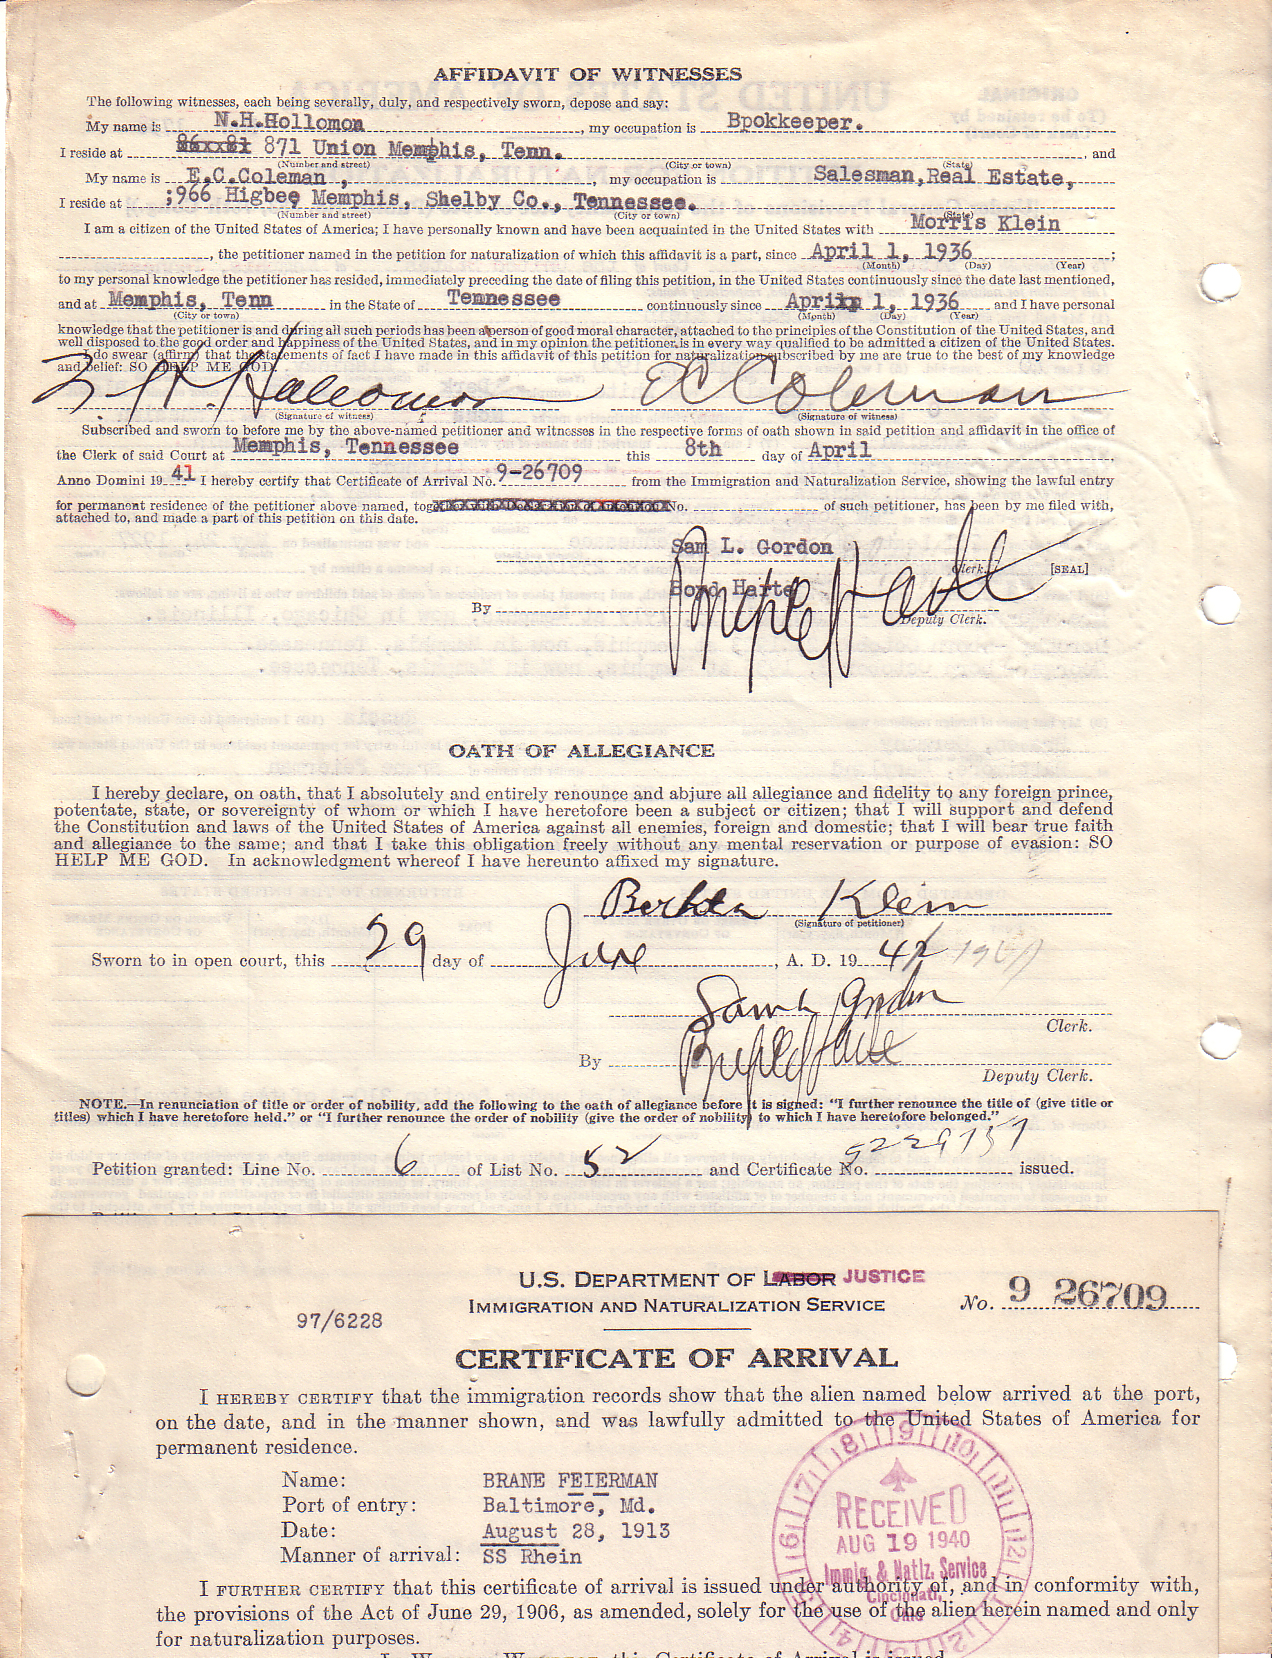 AFFIDAVIT OF WITNESSES
The following witnesses, each being severally, duly, and respectively sworn, depose and say:
My name is N.H.Hollomon, my occupation is Bpokkeeper.
I reside at 86xx81 871 Union Memphis, Tenn., and
(Number and street) (City or town) (State)
My name is E.C.Coleman , my occupation is Salesman,Real Estate,
I reside at ;966 Higbee Memphis, Shelby Co., Tennessee.
(Number and street) (City or town) (State)
I am a citizen of the United States of America; I have personally known and have been acquainted in the United States with Morris Klein
, the petitioner named in the petition for naturalization of which this affidavit is a part, since April 1, 1936;
(Month) (Day) (Year)
to my personal knowledge the petitioner has resided, immediately preceding the date of filing this petition, in the United States continuously since the date last mentioned,
and at Memphis, Tenn in the State of Tennessee continuously since April 1, 1936 and I have personal
(City or town) (Month) (Day) (Year)
knowledge that the petitioner is and during all such periods has been a person of good moral character, attached to the principles of the Constitution of the United States, and
well disposed to the good order and happiness of the United States, and in my opinion the petitioner is in every way qualified to be admitted a citizen of the United States.
I do swear (affirm) that the statements of fact I have made in this affidavit of this petition for naturalization subscribed by me are true to the best of my knowledge
and belief: SO HELP ME GOD.
N. H. Hollomon E C Coleman
(Signature of witness) (Signature of witness)
Subscribed and sworn to before me by the above-named petitioner and witnesses in the respective forms of oath shown in said petition and affidavit in the office of
the Clerk of said Court at Memphis, Tennessee this 8th day of April
Anno Domini 19 41 I hereby certify that Certificate of Arrival No. 9-26709 from the Immigration and Naturalization Service, showing the lawful entry
for permanent residence of the petitioner above named, together with Declaration of Intention No. of such petitioner, has been by me filed with,
attached to, and made a part of this petition on this date.
Sam L. Gordon
Clerk. [SEAL]
Boyd Haite
By
Deputy Clerk.
OATH OF ALLEGIANCE
I hereby declare, on oath, that I absolutely and entirely renounce and abjure all allegiance and fidelity to any foreign prince,
potentate, state, or sovereignty of whom or which I have heretofore been a subject or citizen; that I will support and defend
the Constitution and laws of the United States of America against all enemies, foreign and domestic; that I will bear true faith
and allegiance to the same; and that I take this obligation freely without any mental reservation or purpose of evasion: SO
HELP ME GOD. In acknowledgment whereof I have hereunto affixed my signature.
Bertha Klein
(Signature of petitioner)
Sworn to in open court, this 29 day of June, A. D. 19 41 1941
Sam L Gordon
Clerk.
By
Deputy Clerk.
NOTE.—In renunciation of title or order of nobility, add the following to the oath of allegiance before it is signed: "I further renounce the title of (give title or
titles) which I have heretofore held." or "I further renounce the order of nobility (give the order of nobility) to which I have heretofore belonged."
Petition granted: Line No. 6 of List No. 52 and Certificate No. 5229757 issued.
U.S. DEPARTMENT OF LABOR JUSTICE
IMMIGRATION AND NATURALIZATION SERVICE
No. 9 26709
97/6228
CERTIFICATE OF ARRIVAL
I HEREBY CERTIFY that the immigration records show that the alien named below arrived at the port,
on the date, and in the manner shown, and was lawfully admitted to the United States of America for
permanent residence.
Name: BRANE FEIERMAN
Port of entry: Baltimore, Md.
Date: August 28, 1913
Manner of arrival: SS Rhein
RECEIVED
AUG 19 1940
Immig. & Natlz. Service
Cincinnati,
Ohio
I FURTHER CERTIFY that this certificate of arrival is issued under authority of, and in conformity with,
the provisions of the Act of June 29, 1906, as amended, solely for the use of the alien herein named and only
for naturalization purposes.